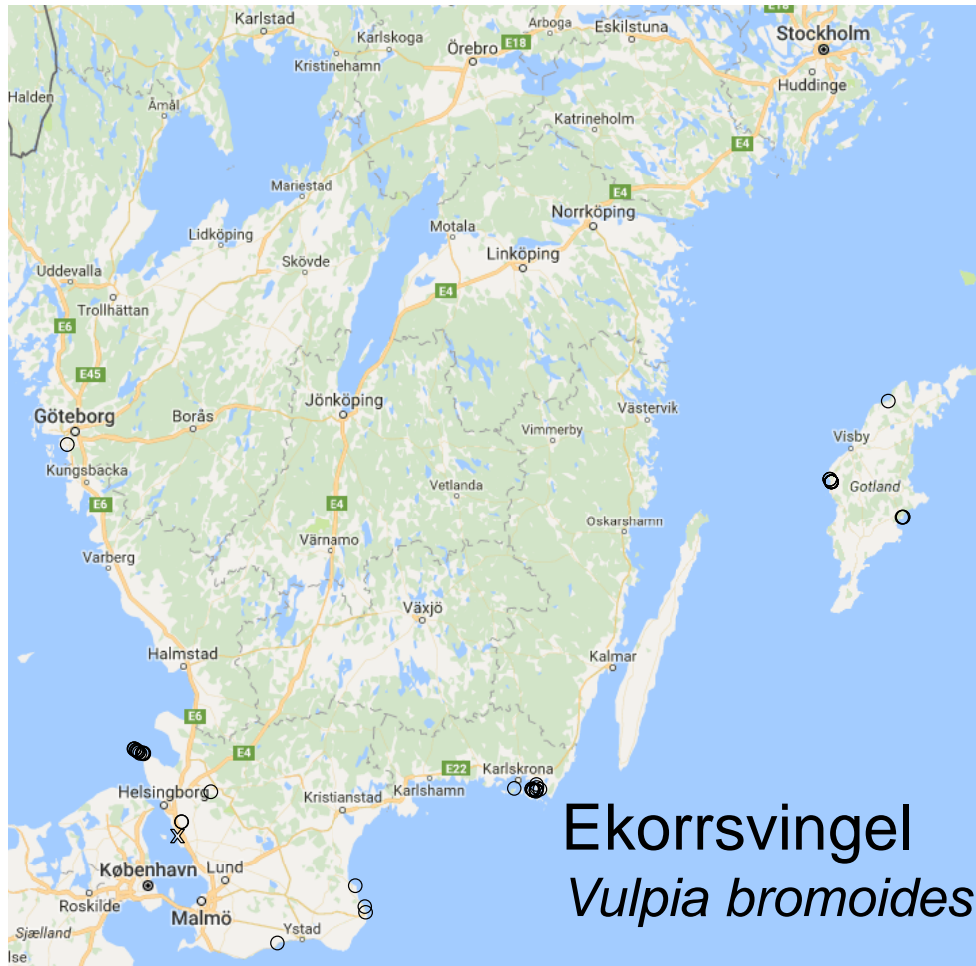 E18
Karlstad
Arboga
Eskilstuna
Karlskoga
Stockholm
Örebro
E18
Kristinehamn
Huddinge
Halden
Åmål
Katrineholm
E4
Mariestad
E4
Norrköping
Lidköping
Motala
Skövde
Linköping
Uddevalla
E4
Trollhättan
E6
E45
Jönköping
Göteborg
Borås
Västervik
Vimmerby
Visby
Kungsbacka
Vetlanda
Gotland
E6
E4
Oskarshamn
Värnamo
Varberg
Växjö
Halmstad
Kalmar
E6
E4
E22
Karlskrona
Helsingborg
Kristianstad
Karlshamn
X
Ekorrsvingel
København
Lund
Roskilde
Vulpia bromoides
Malmö
Ystad
Sjælland
lse